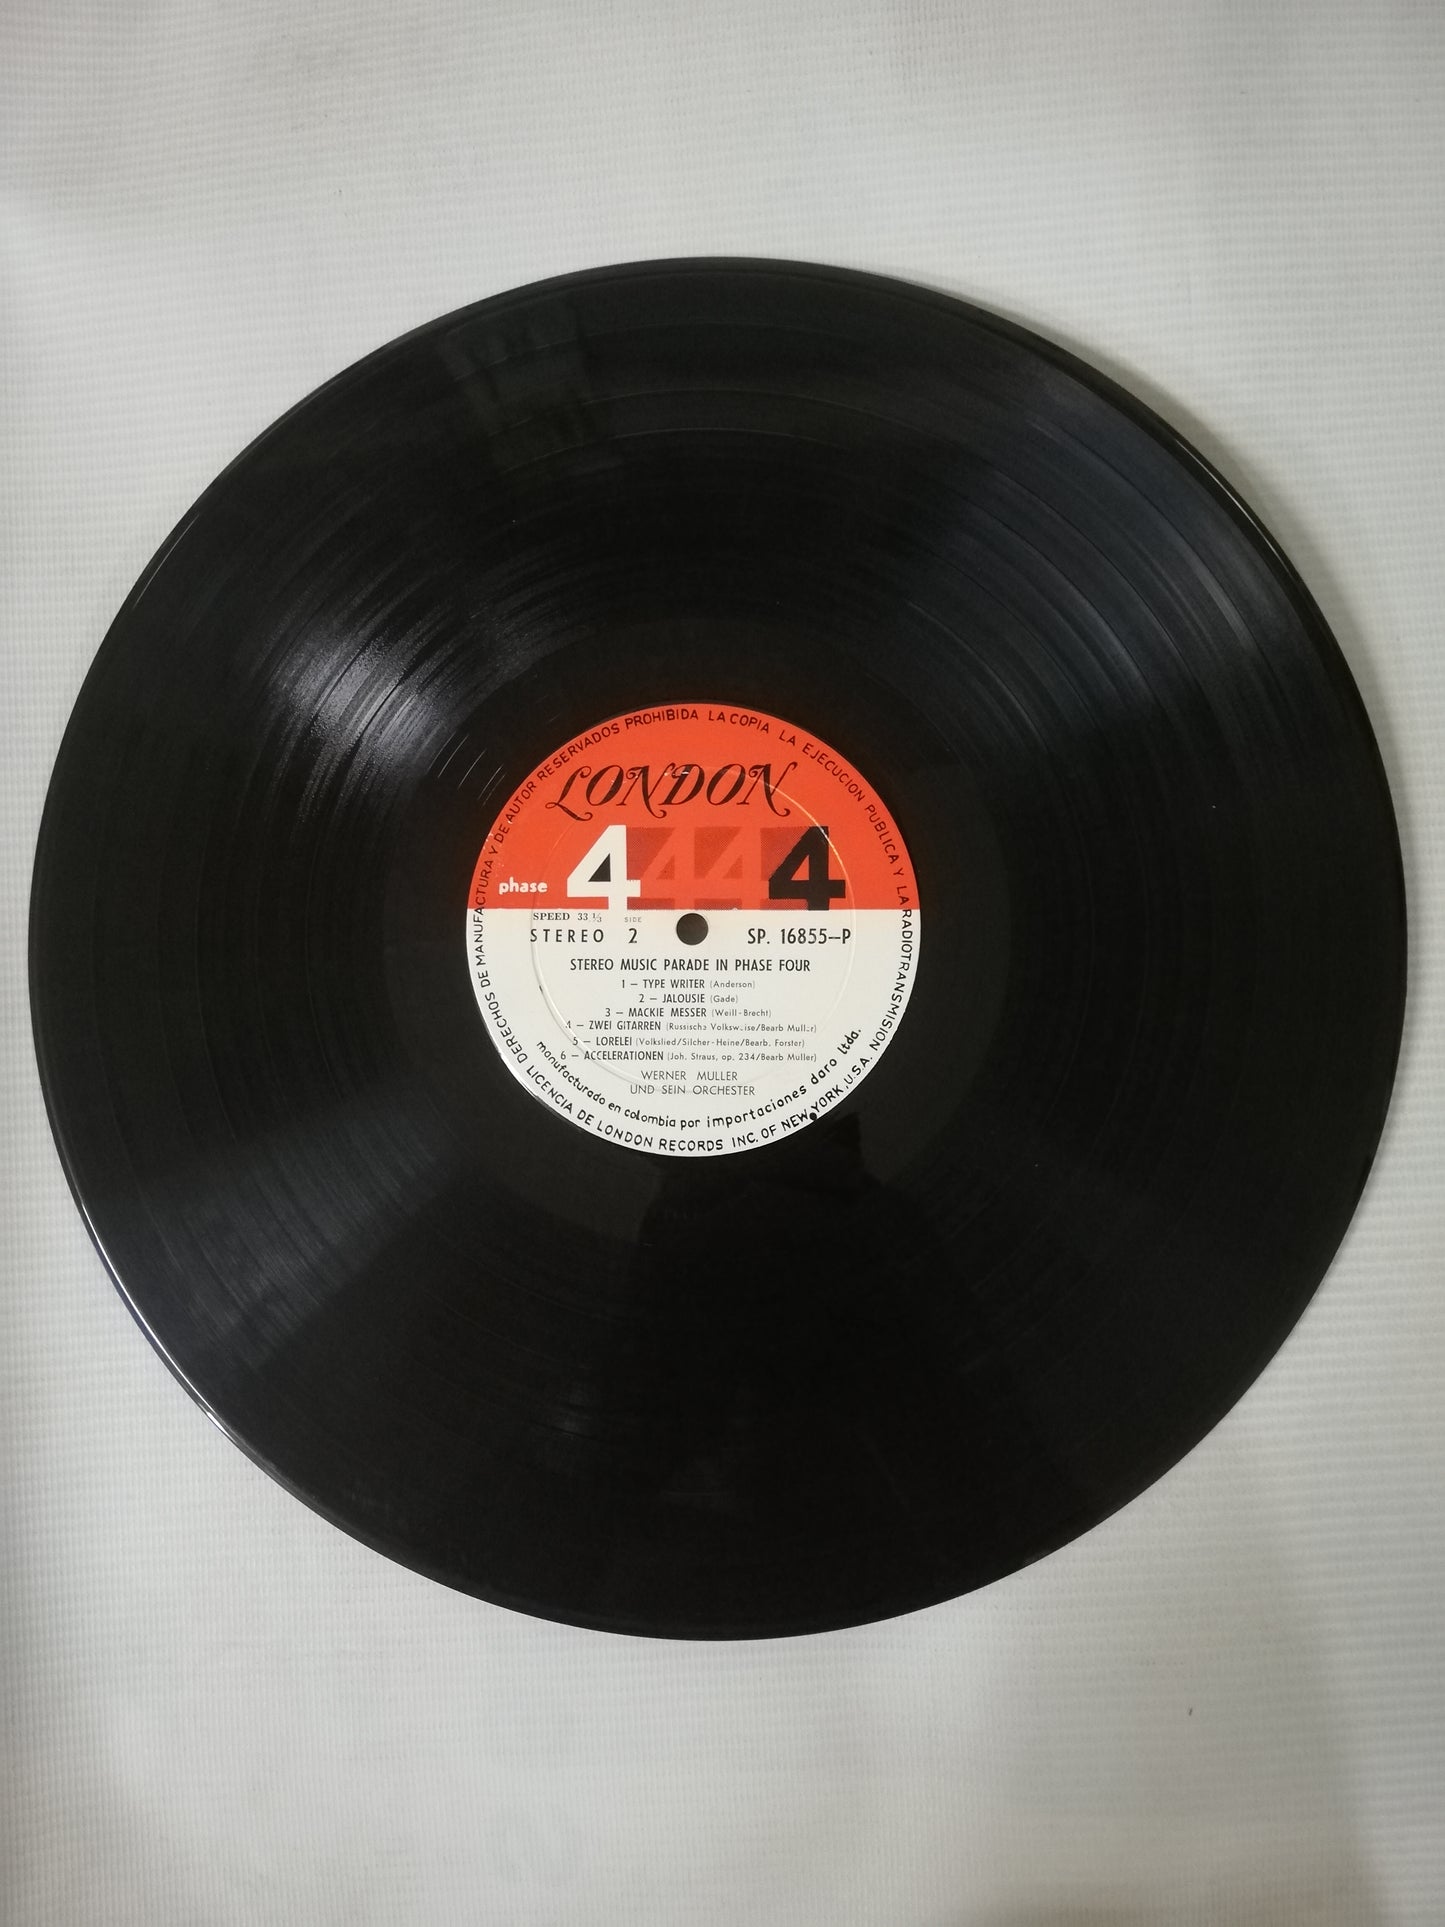 DERECHOS DE MANUFACTURA Y DE AUTOR RESERVADOS PROHIBIDA LA COPIA LA EJECUCION PUBLICA Y LA RADIOTRANSMISION
LONDON
phase 4 4 4 4
SPEED 33 ⅓ SIDE
STEREO 2 SP. 16855-P
STEREO MUSIC PARADE IN PHASE FOUR
1 — TYPE WRITER (Anderson)
2 — JALOUSIE (Gade)
3 — MACKIE MESSER (Weill-Brecht)
4 — ZWEI GITARREN (Russische Volksweise/Bearb Muller)
5 — LORELEI (Volkslied/Silcher-Heine/Bearb. Forster)
6 — ACCELERATIONEN (Joh. Straus, op. 234/Bearb Muller)
WERNER MULLER
UND SEIN ORCHESTER
manufacturado en colombia por importaciones daro ltda.
LICENCIA DE LONDON RECORDS INC. OF NEW YORK, U.S.A.